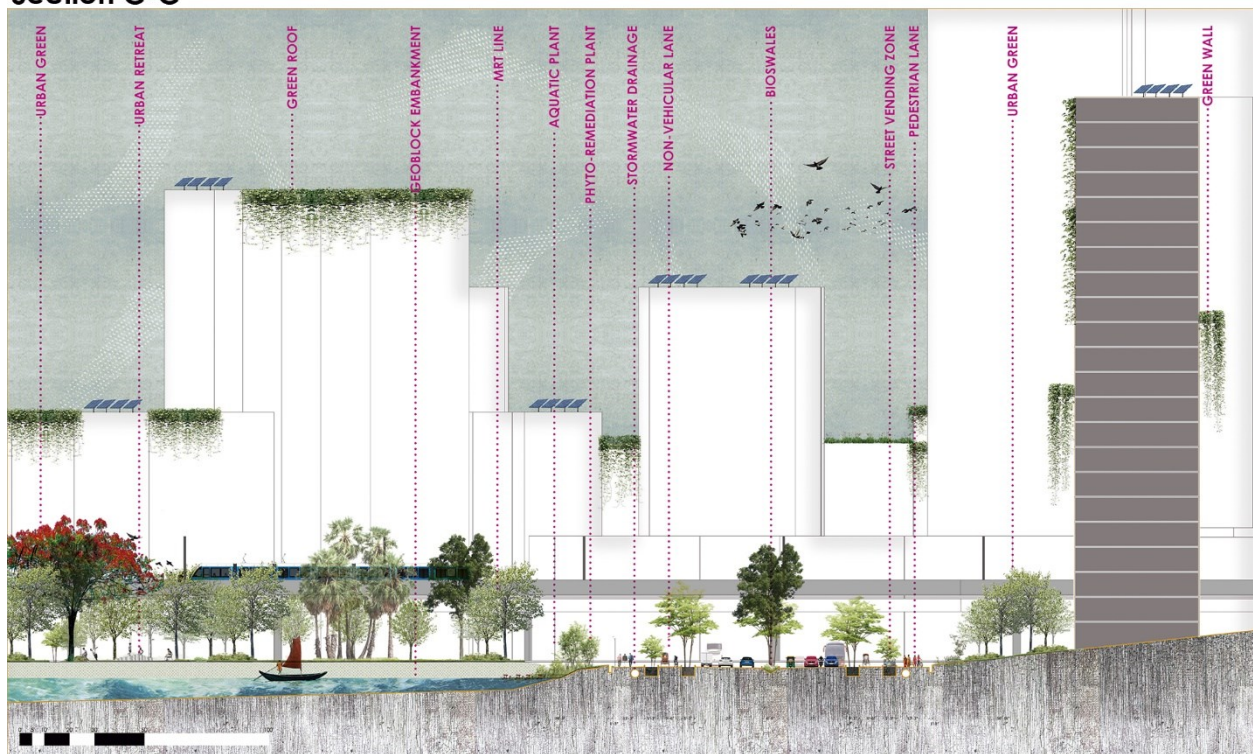 URBAN GREEN
URBAN RETREAT
GREEN ROOF
GEOBLOCK EMBANKMENT
MRT LINE
AQUATIC PLANT
PHYTO-REMEDIATION PLANT
STORMWATER DRAINAGE
NON-VEHICULAR LANE
BIOSWALES
STREET VENDING ZONE
PEDESTRIAN LANE
URBAN GREEN
GREEN WALL